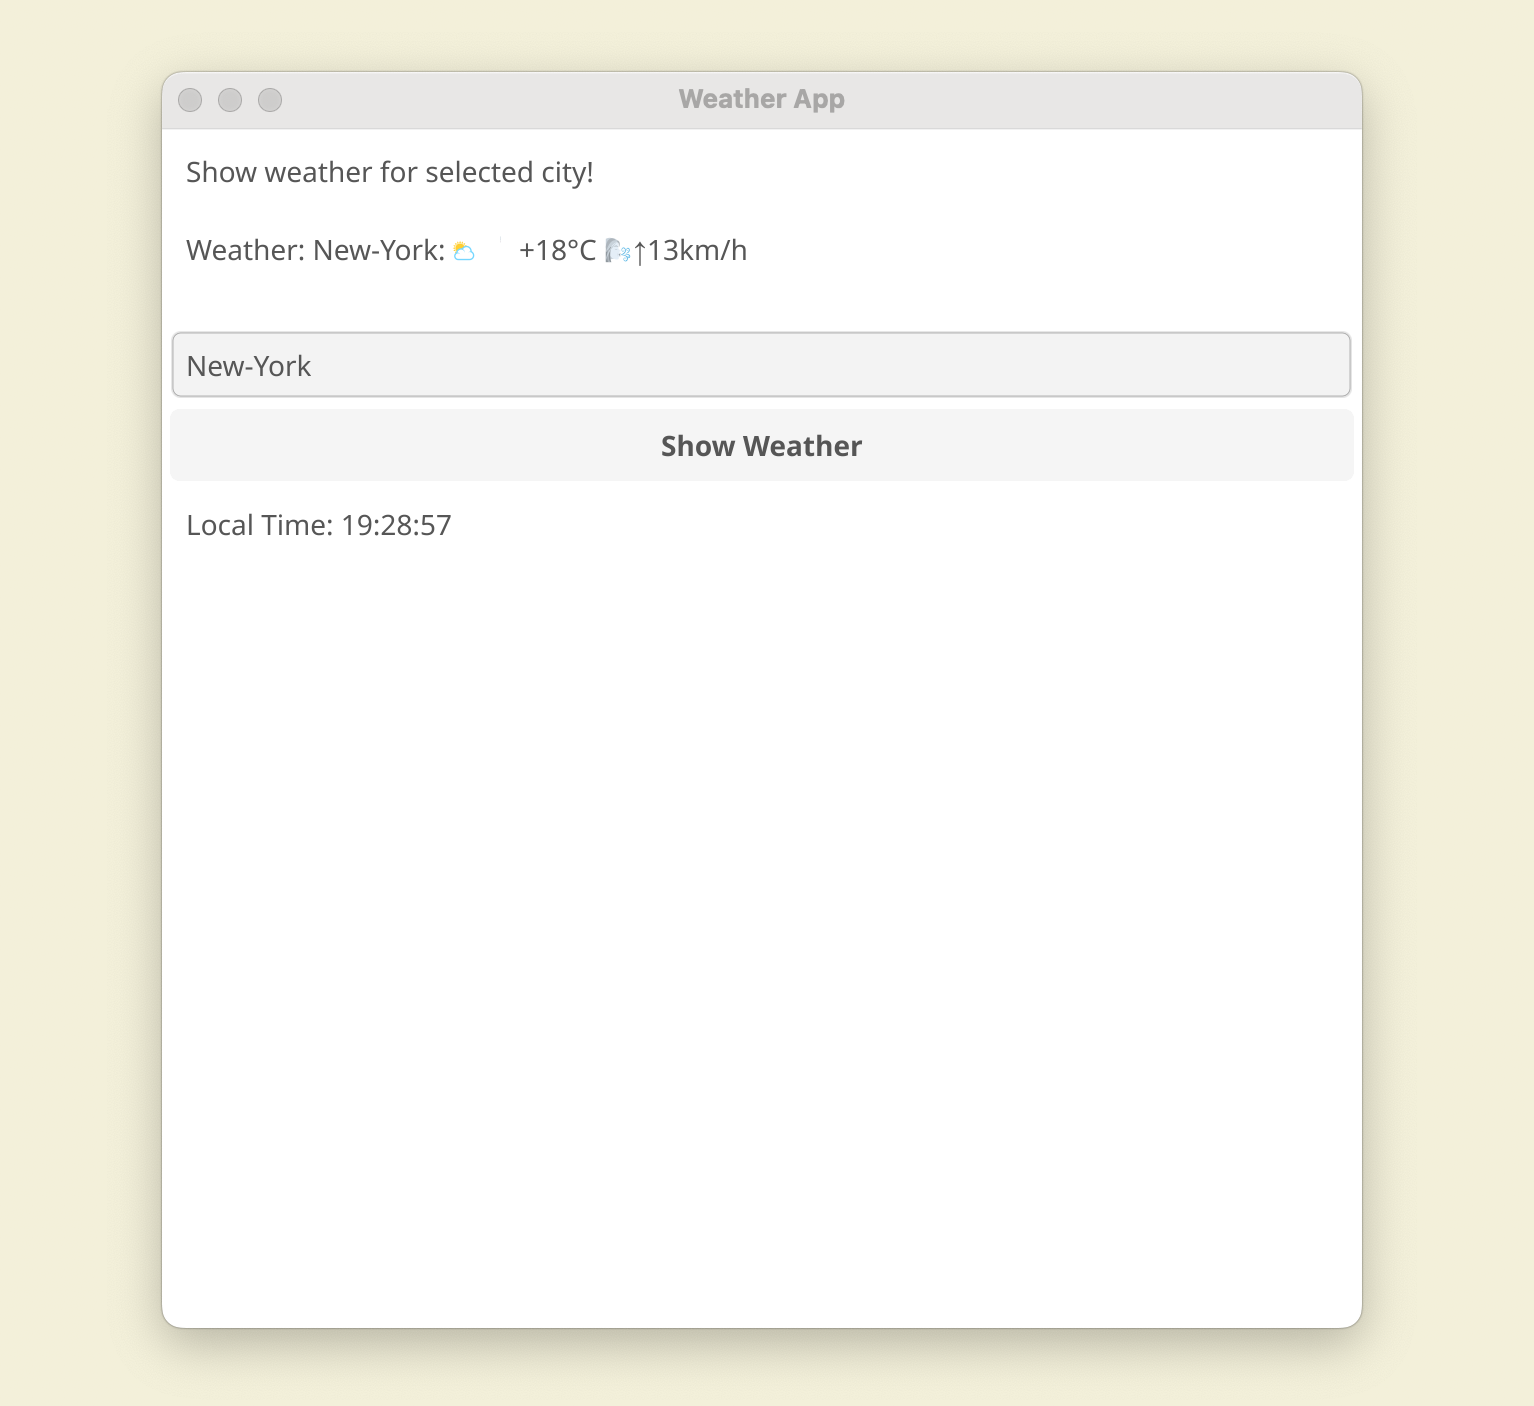 Weather App
Show weather for selected city!
Weather: New-York: ⛅ +18°C 🌬️↑13km/h
New-York
Show Weather
Local Time: 19:28:57